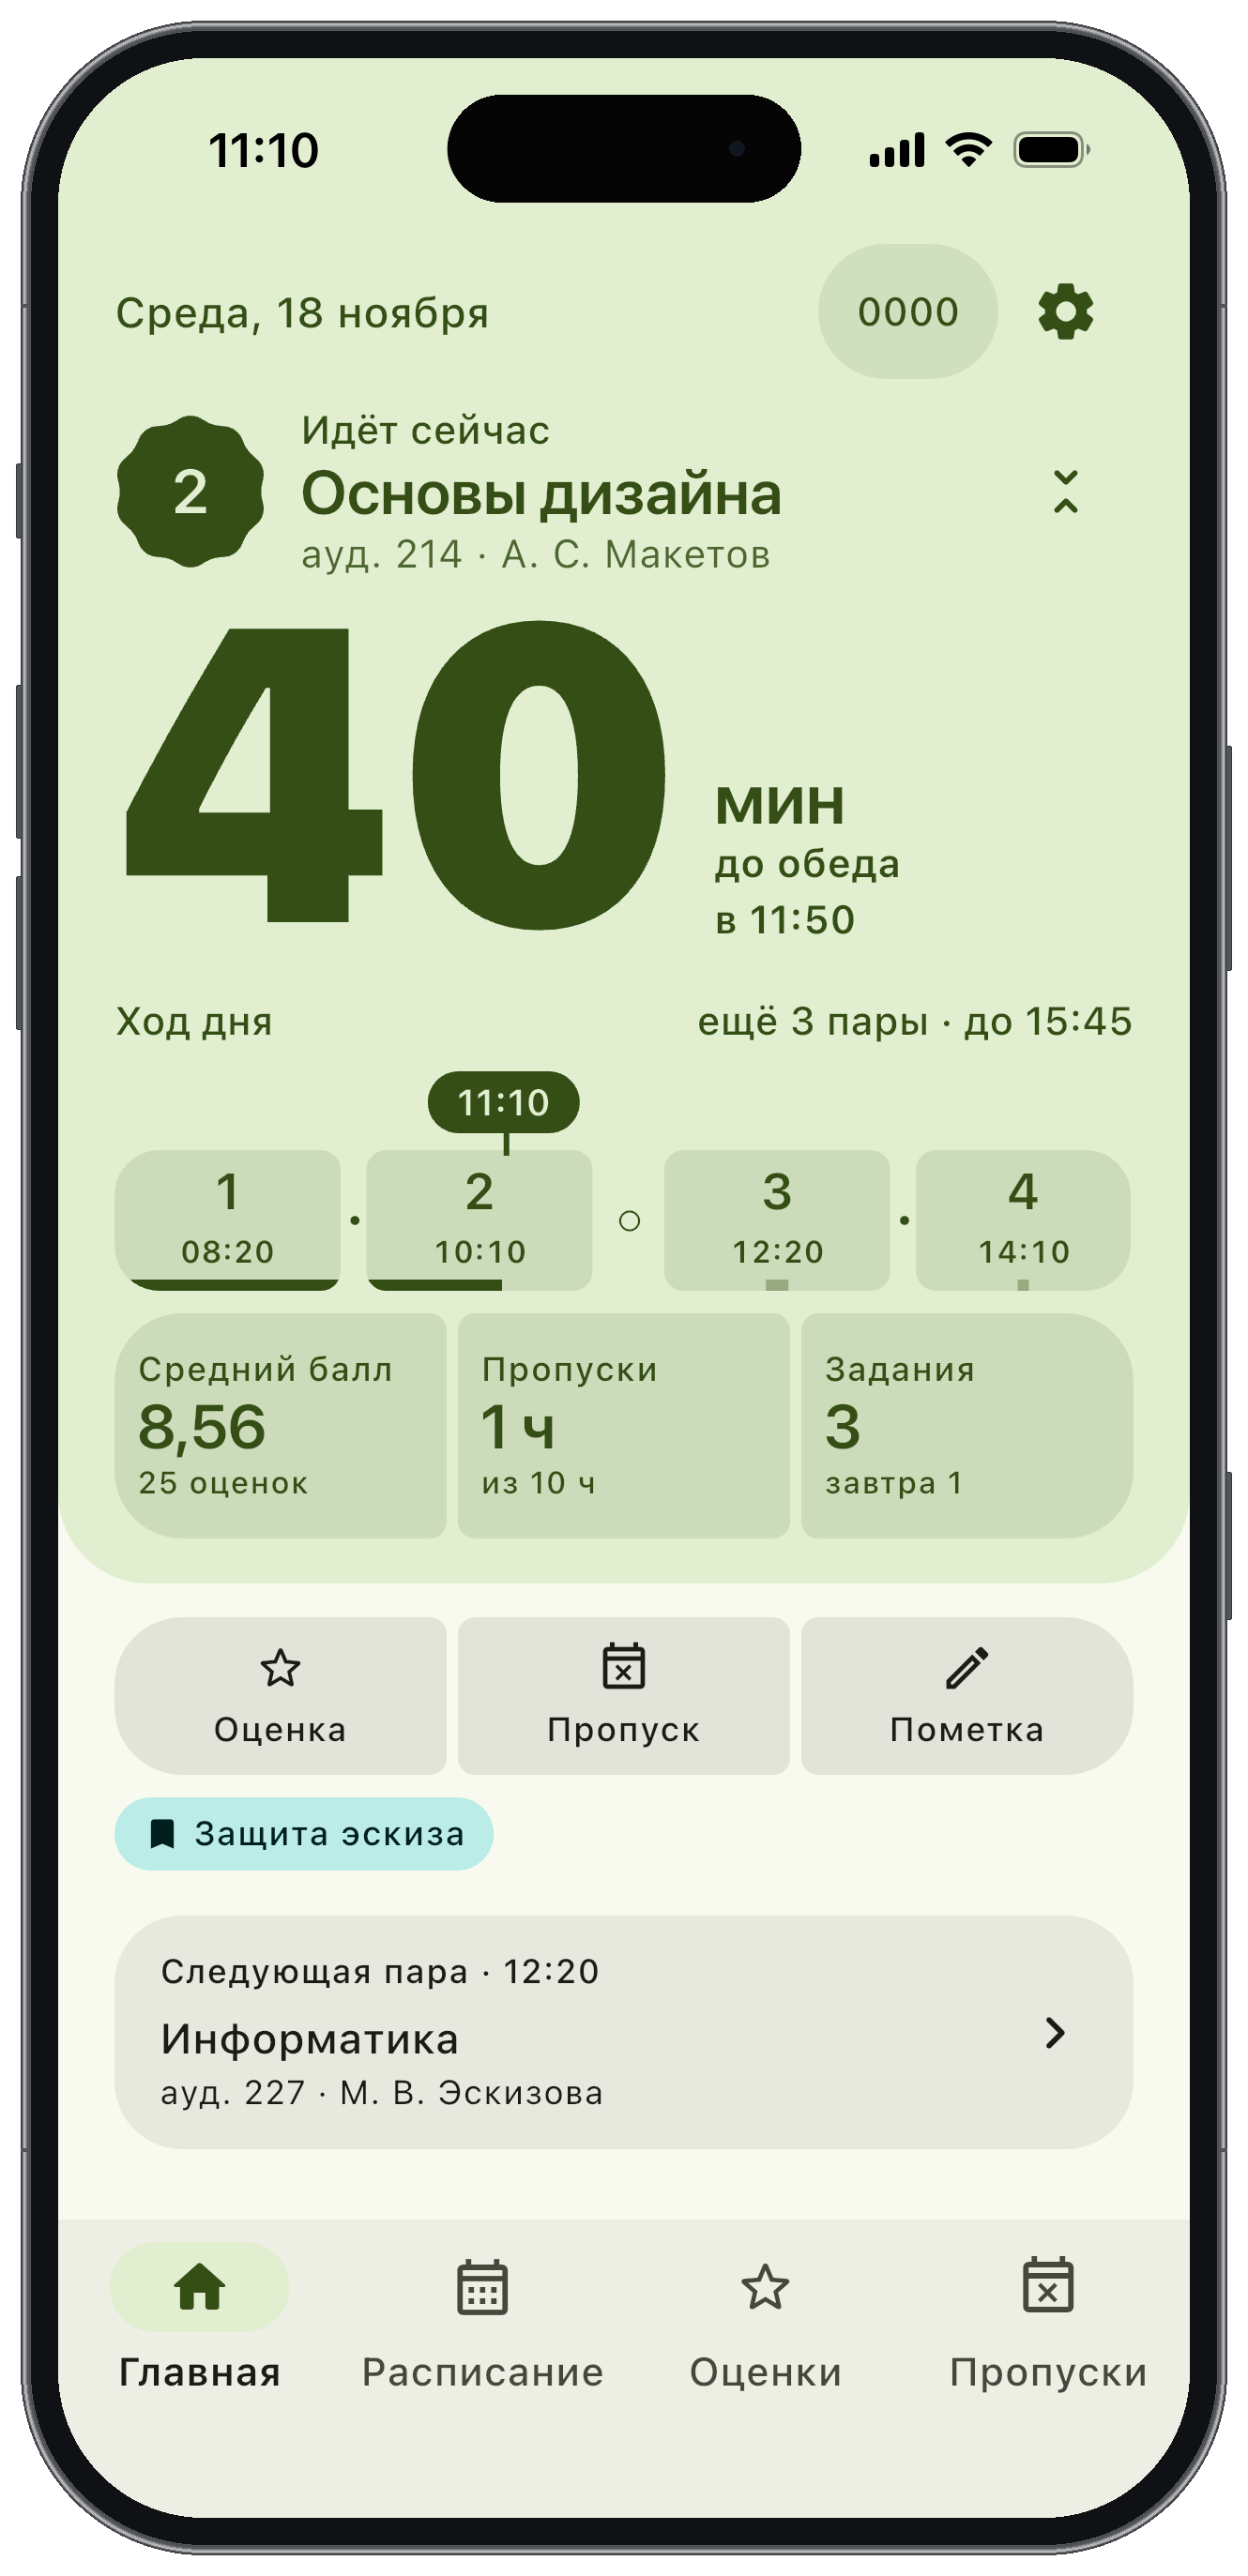 11:10
Среда, 18 ноября
0000
Идёт сейчас
2
Основы дизайна
ауд. 214 · А. С. Макетов
40
мин
до обеда
в 11:50
Ход дня
ещё 3 пары · до 15:45
11:10
1
2
3
4
08:20
10:10
12:20
14:10
Средний балл
8,56
25 оценок
Пропуски
1 ч
из 10 ч
Задания
3
завтра 1
Оценка
Пропуск
Пометка
Защита эскиза
Следующая пара · 12:20
Информатика
ауд. 227 · М. В. Эскизова
Главная
Расписание
Оценки
Пропуски